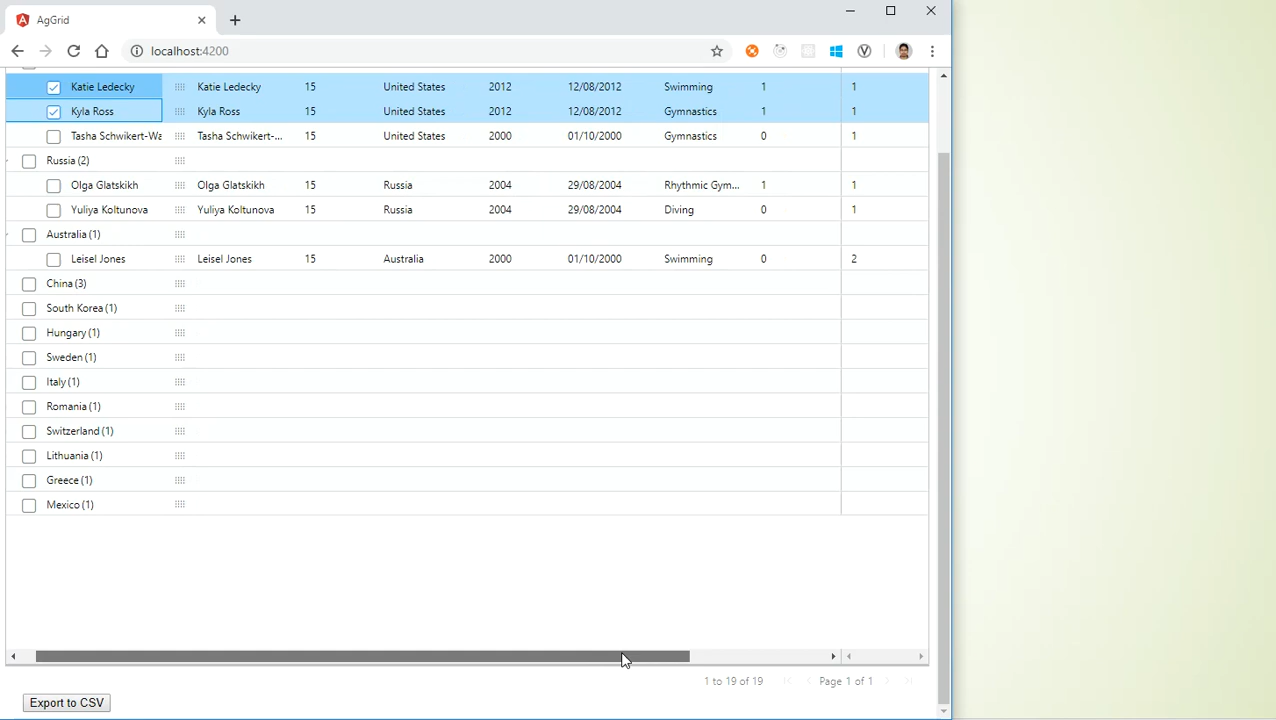 AgGrid
localhost:4200
Katie Ledecky Katie Ledecky 15 United States 2012 12/08/2012 Swimming 1 1
Kyla Ross Kyla Ross 15 United States 2012 12/08/2012 Gymnastics 1 1
Tasha Schwikert-Wa Tasha Schwikert-... 15 United States 2000 01/10/2000 Gymnastics 0 1
Russia (2)
Olga Glatskikh Olga Glatskikh 15 Russia 2004 29/08/2004 Rhythmic Gym... 1 1
Yuliya Koltunova Yuliya Koltunova 15 Russia 2004 29/08/2004 Diving 0 1
Australia (1)
Leisel Jones Leisel Jones 15 Australia 2000 01/10/2000 Swimming 0 2
China (3)
South Korea (1)
Hungary (1)
Sweden (1)
Italy (1)
Romania (1)
Switzerland (1)
Lithuania (1)
Greece (1)
Mexico (1)
1 to 19 of 19 Page 1 of 1
Export to CSV